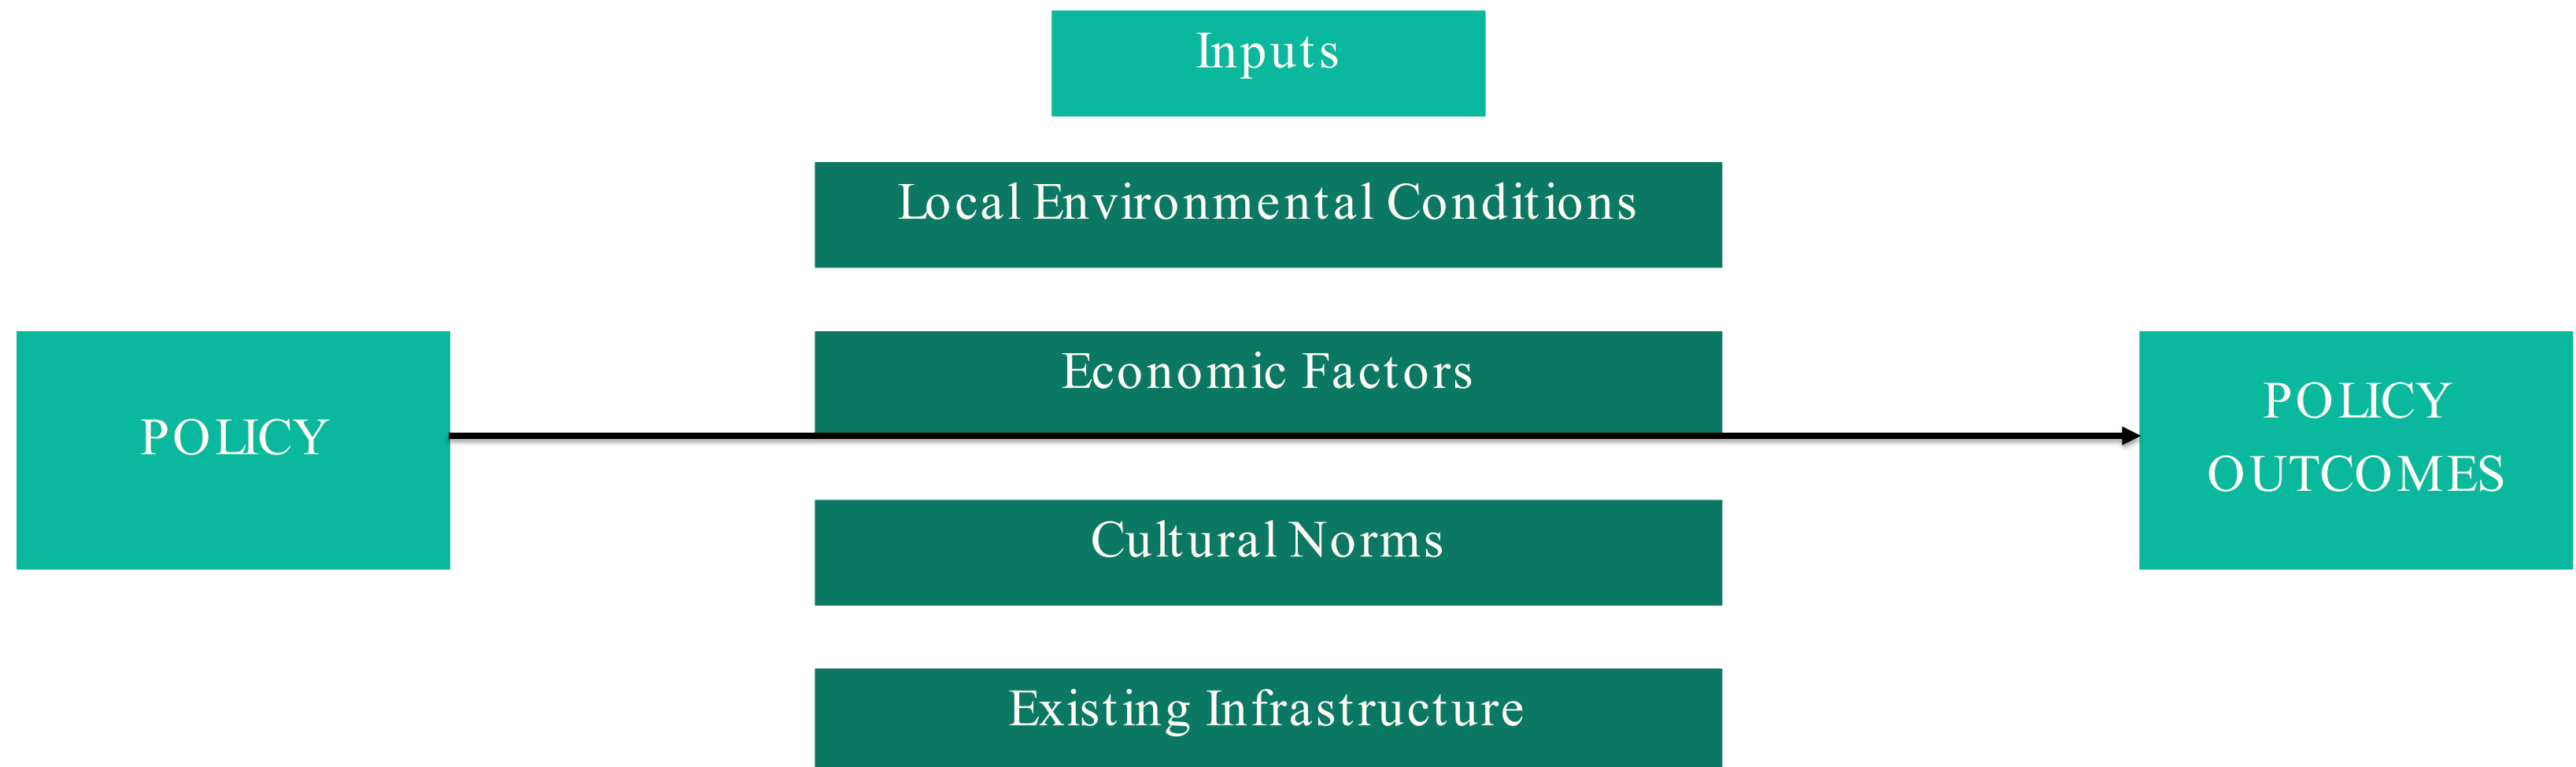 Inputs
Local Environmental Conditions
Economic Factors
POLICY
POLICY
OUTCOMES
Cultural Norms
Existing Infrastructure